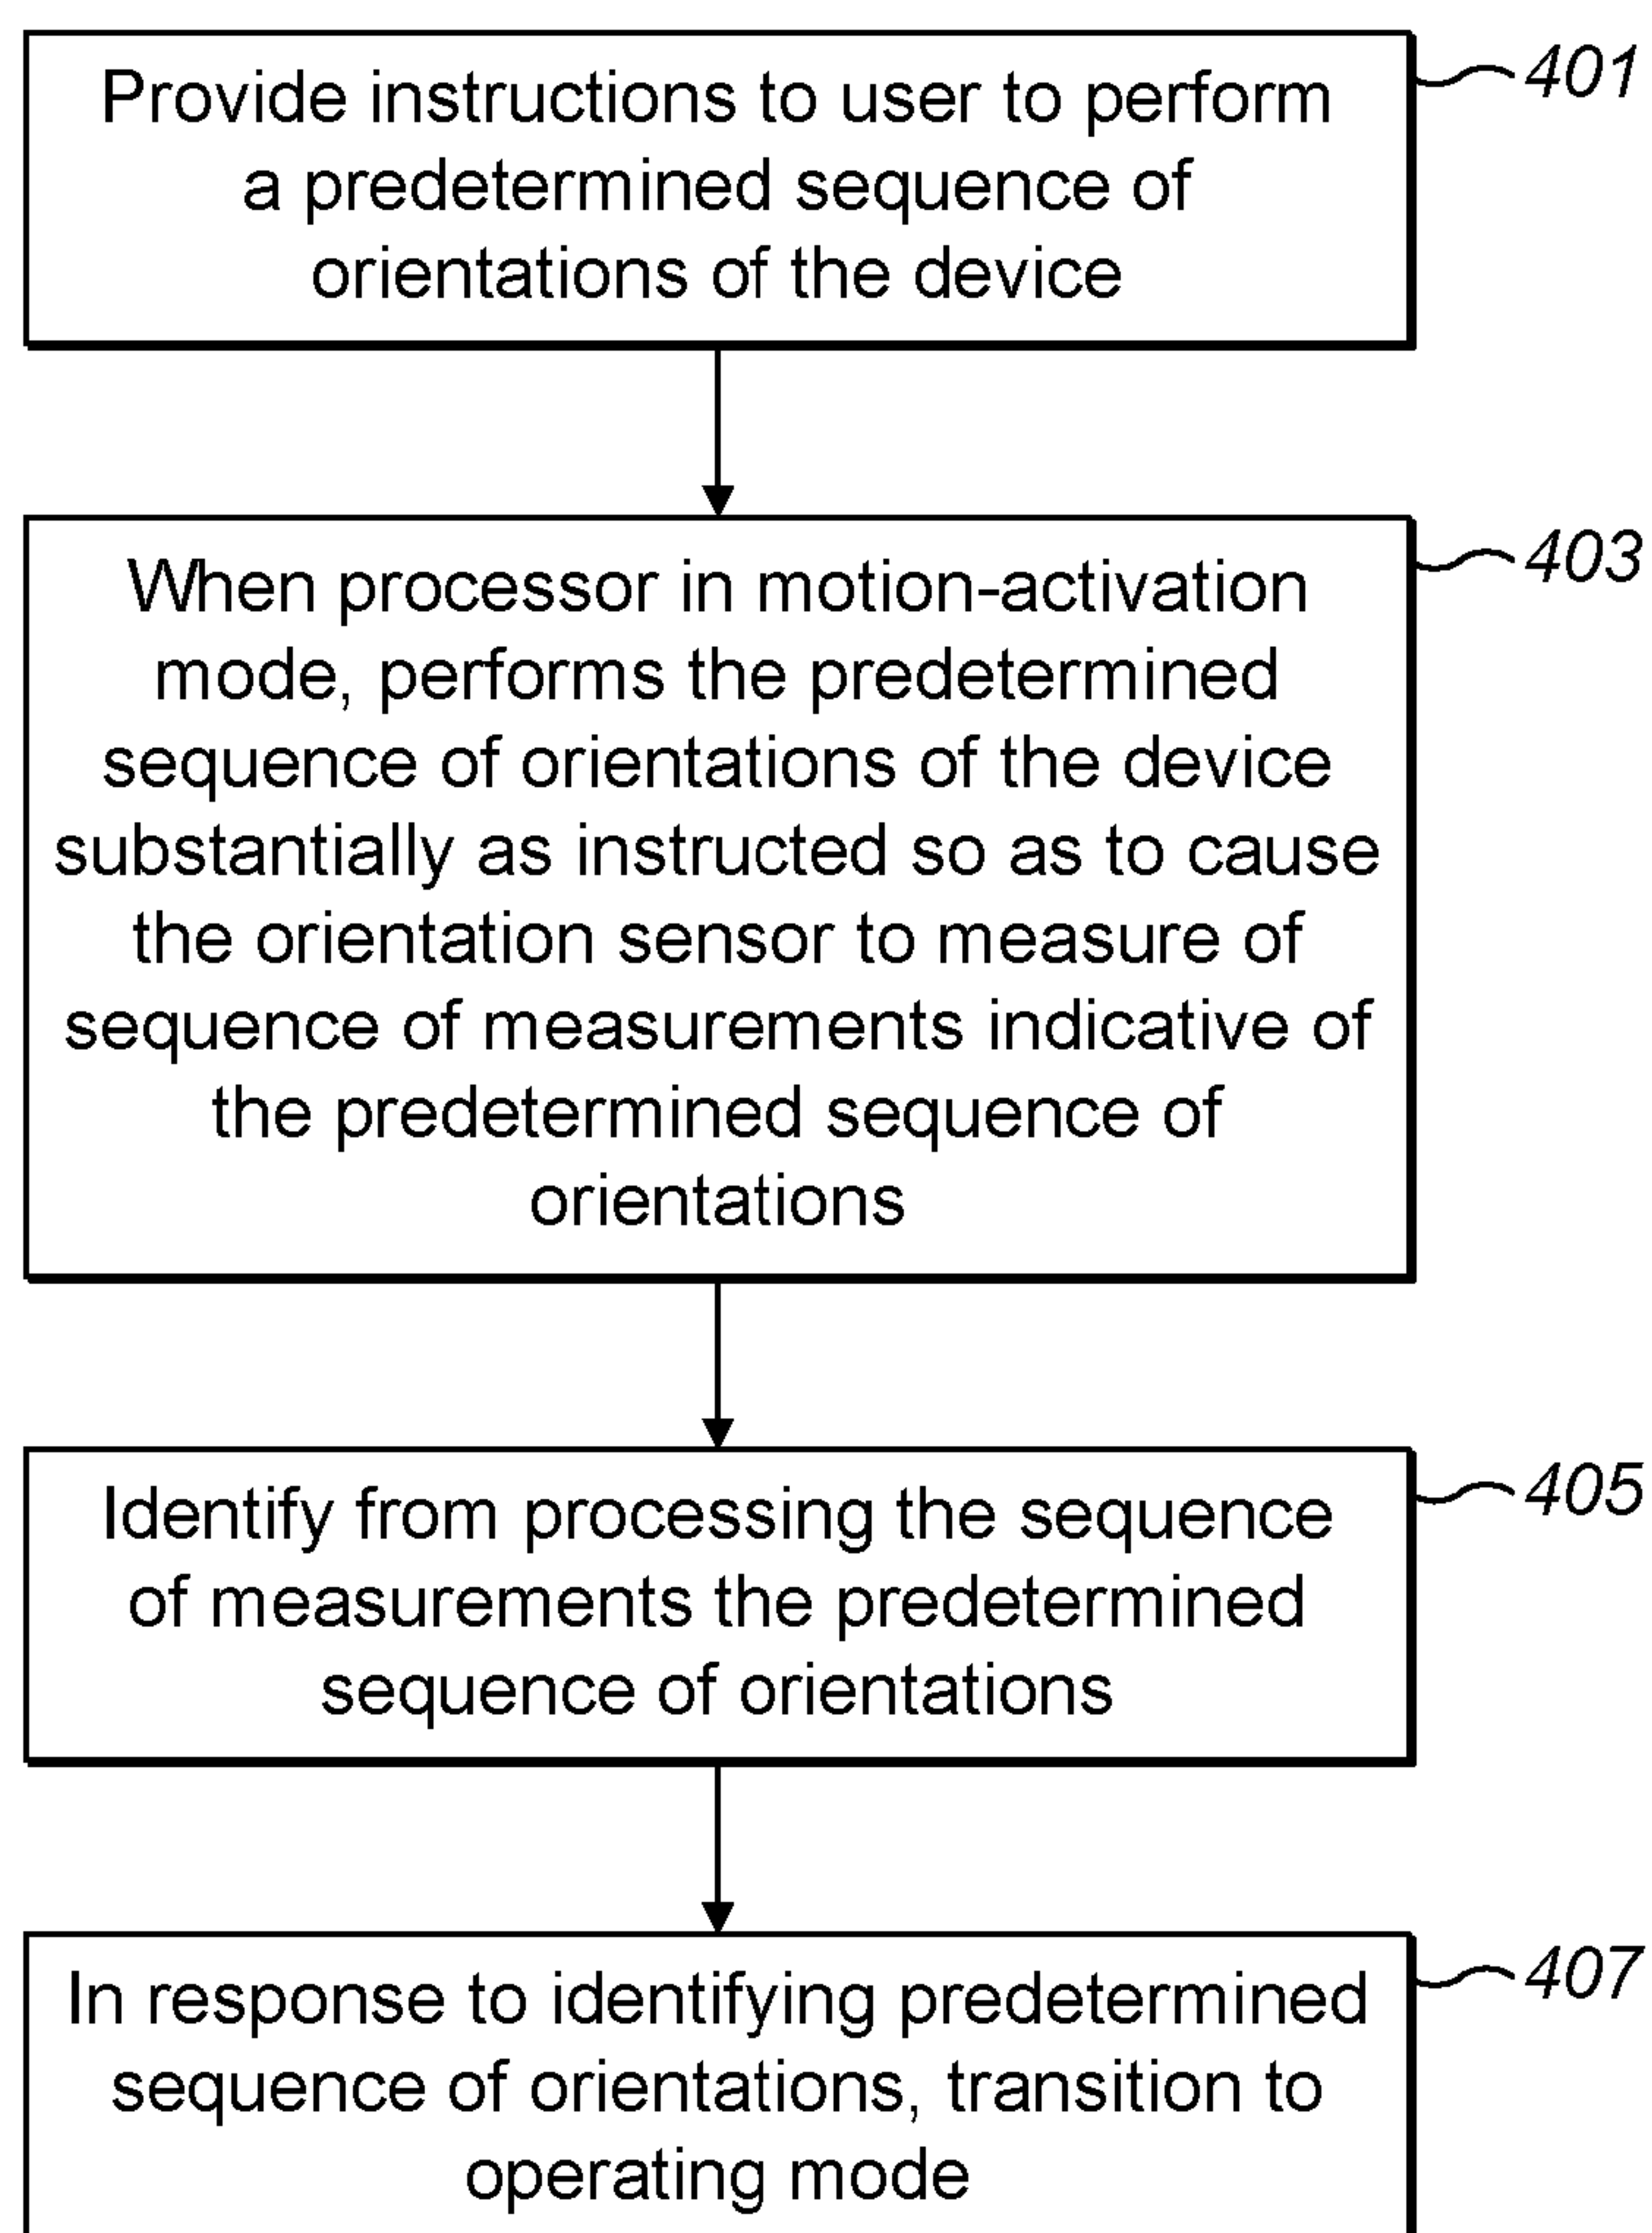 Provide instructions to user to perform
a predetermined sequence of
orientations of the device
401
When processor in motion-activation
mode, performs the predetermined
sequence of orientations of the device
substantially as instructed so as to cause
the orientation sensor to measure of
sequence of measurements indicative of
the predetermined sequence of
orientations
403
Identify from processing the sequence
of measurements the predetermined
sequence of orientations
405
In response to identifying predetermined
sequence of orientations, transition to
operating mode
407